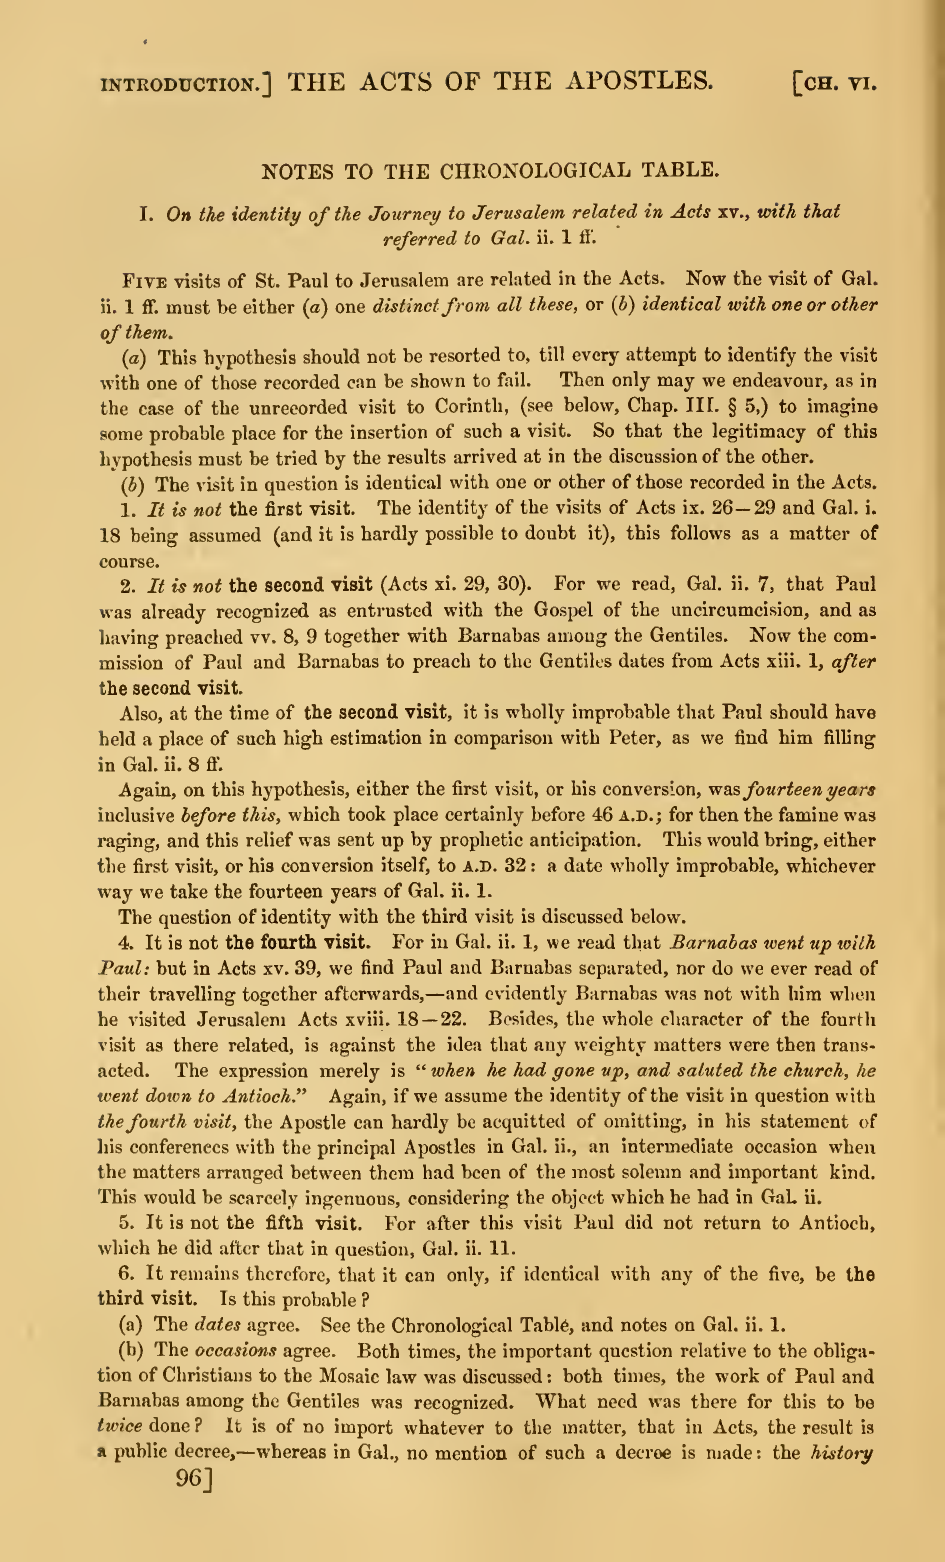 INTRODUCTION.] THE ACTS OF THE APOSTLES. [CH. VI.
NOTES TO THE CHRONOLOGICAL TABLE.
I. On the identity of the Journey to Jerusalem related in Acts xv., with that
referred to Gal. ii. 1 ff.
FIVE visits of St. Paul to Jerusalem are related in the Acts. Now the visit of Gal.
ii. 1 ff. must be either (a) one distinct from all these, or (b) identical with one or other
of them.
(a) This hypothesis should not be resorted to, till every attempt to identify the visit
with one of those recorded can be shown to fail. Then only may we endeavour, as in
the case of the unrecorded visit to Corinth, (see below, Chap. III. § 5,) to imagine
some probable place for the insertion of such a visit. So that the legitimacy of this
hypothesis must be tried by the results arrived at in the discussion of the other.
(b) The visit in question is identical with one or other of those recorded in the Acts.
1. It is not the first visit. The identity of the visits of Acts ix. 26—29 and Gal. i.
18 being assumed (and it is hardly possible to doubt it), this follows as a matter of
course.
2. It is not the second visit (Acts xi. 29, 30). For we read, Gal. ii. 7, that Paul
was already recognized as entrusted with the Gospel of the uncircumcision, and as
having preached vv. 8, 9 together with Barnabas among the Gentiles. Now the com-
mission of Paul and Barnabas to preach to the Gentiles dates from Acts xiii. 1, after
the second visit.
Also, at the time of the second visit, it is wholly improbable that Paul should have
held a place of such high estimation in comparison with Peter, as we find him filling
in Gal. ii. 8 ff.
Again, on this hypothesis, either the first visit, or his conversion, was fourteen years
inclusive before this, which took place certainly before 46 A.D.; for then the famine was
raging, and this relief was sent up by prophetic anticipation. This would bring, either
the first visit, or his conversion itself, to A.D. 32: a date wholly improbable, whichever
way we take the fourteen years of Gal. ii. 1.
The question of identity with the third visit is discussed below.
4. It is not the fourth visit. For in Gal. ii. 1, we read that Barnabas went up with
Paul: but in Acts xv. 39, we find Paul and Barnabas separated, nor do we ever read of
their travelling together afterwards,—and evidently Barnabas was not with him when
he visited Jerusalem Acts xviii. 18—22. Besides, the whole character of the fourth
visit as there related, is against the idea that any weighty matters were then trans-
acted. The expression merely is "when he had gone up, and saluted the church, he
went down to Antioch." Again, if we assume the identity of the visit in question with
the fourth visit, the Apostle can hardly be acquitted of omitting, in his statement of
his conferences with the principal Apostles in Gal. ii., an intermediate occasion when
the matters arranged between them had been of the most solemn and important kind.
This would be scarcely ingenuous, considering the object which he had in Gal. ii.
5. It is not the fifth visit. For after this visit Paul did not return to Antioch,
which he did after that in question, Gal. ii. 11.
6. It remains therefore, that it can only, if identical with any of the five, be the
third visit. Is this probable?
(a) The dates agree. See the Chronological Table, and notes on Gal. ii. 1.
(b) The occasions agree. Both times, the important question relative to the obliga-
tion of Christians to the Mosaic law was discussed: both times, the work of Paul and
Barnabas among the Gentiles was recognized. What need was there for this to be
twice done? It is of no import whatever to the matter, that in Acts, the result is
a public decree,—whereas in Gal., no mention of such a decree is made: the history
96]